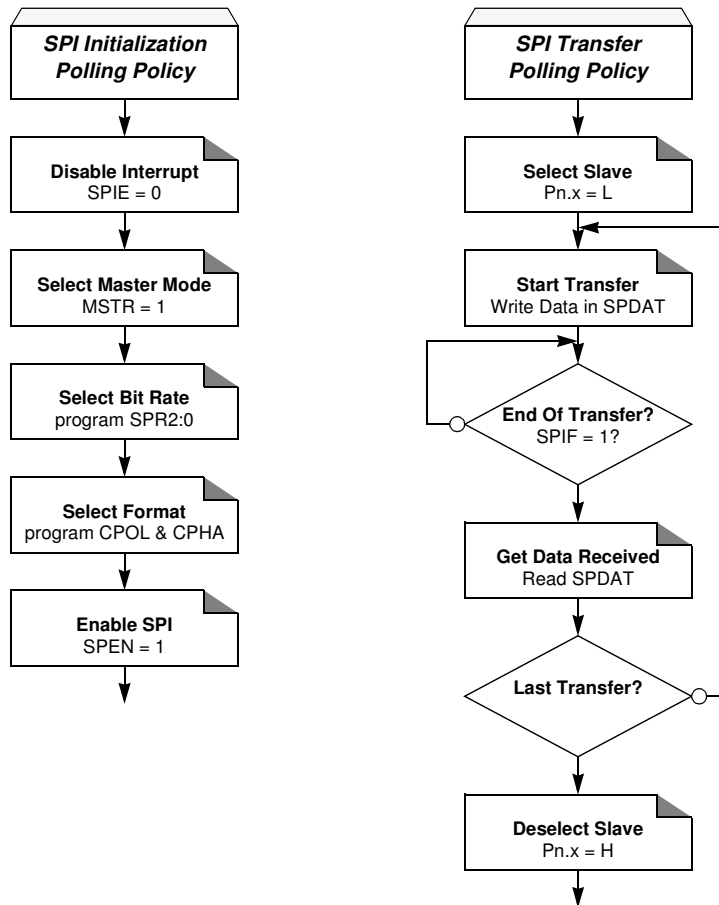 SPI Initialization
Polling Policy
Disable Interrupt
SPIE = 0
Select Master Mode
MSTR = 1
Select Bit Rate
program SPR2:0
Select Format
program CPOL & CPHA
Enable SPI
SPEN = 1
SPI Transfer
Polling Policy
Select Slave
Pn.x = L
Start Transfer
Write Data in SPDAT
End Of Transfer?
SPIF = 1?
Get Data Received
Read SPDAT
Last Transfer?
Deselect Slave
Pn.x = H